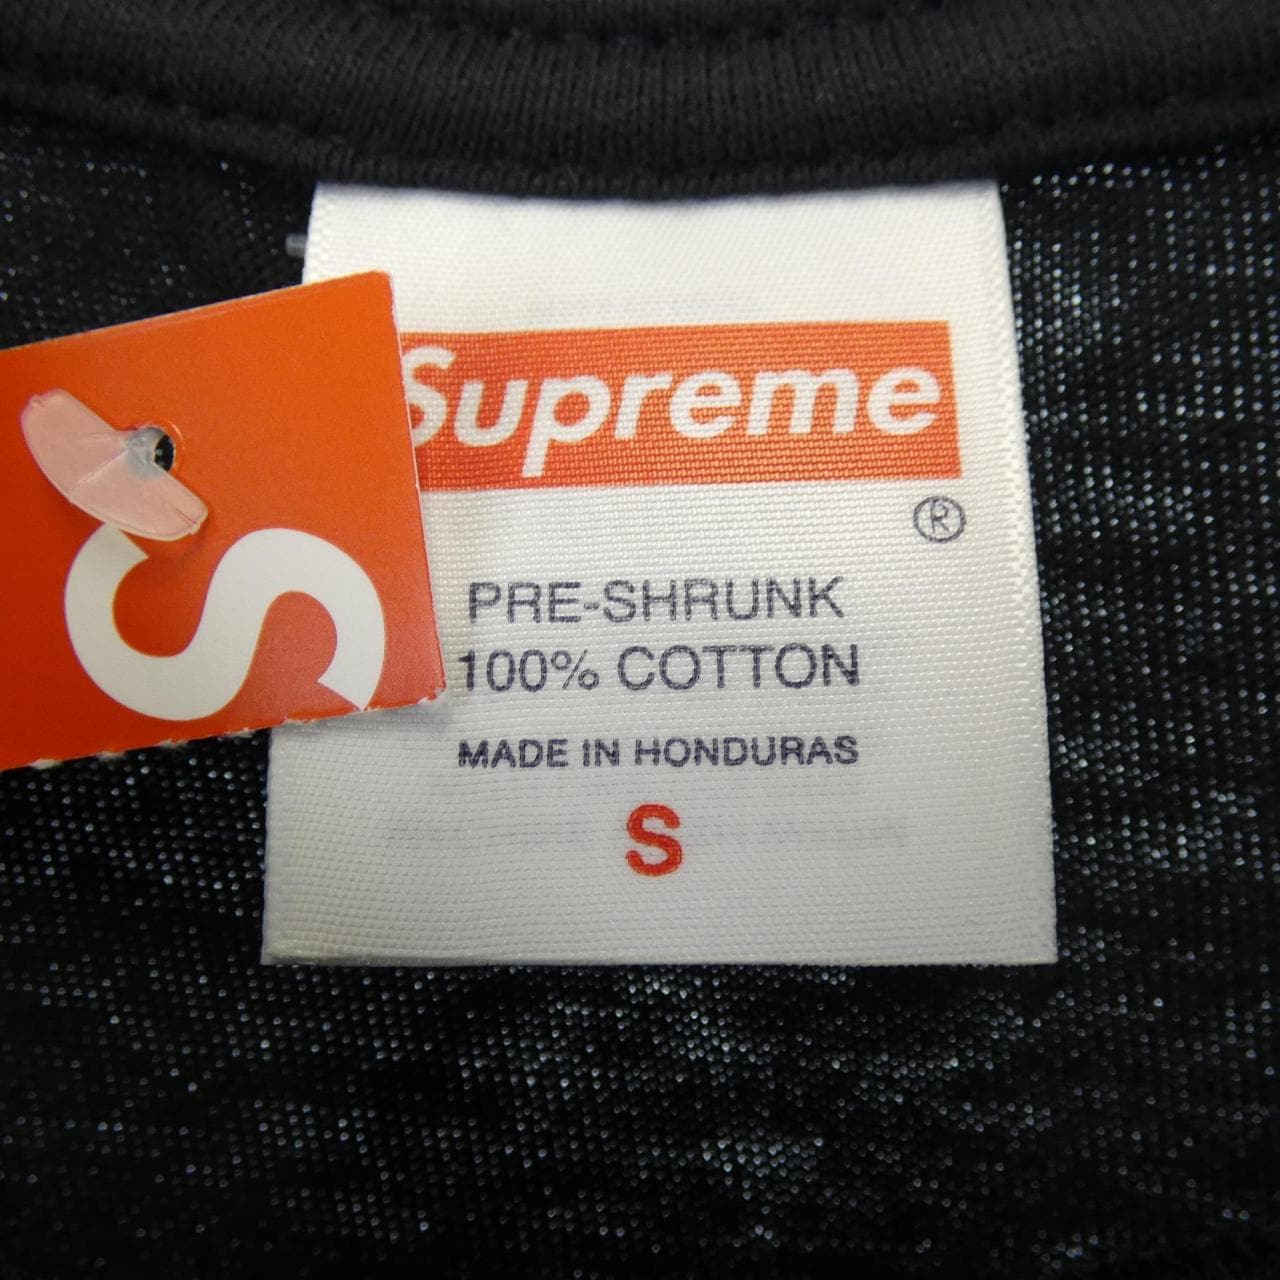 Supreme
®
PRE-SHRUNK
100% COTTON
MADE IN HONDURAS
S
S